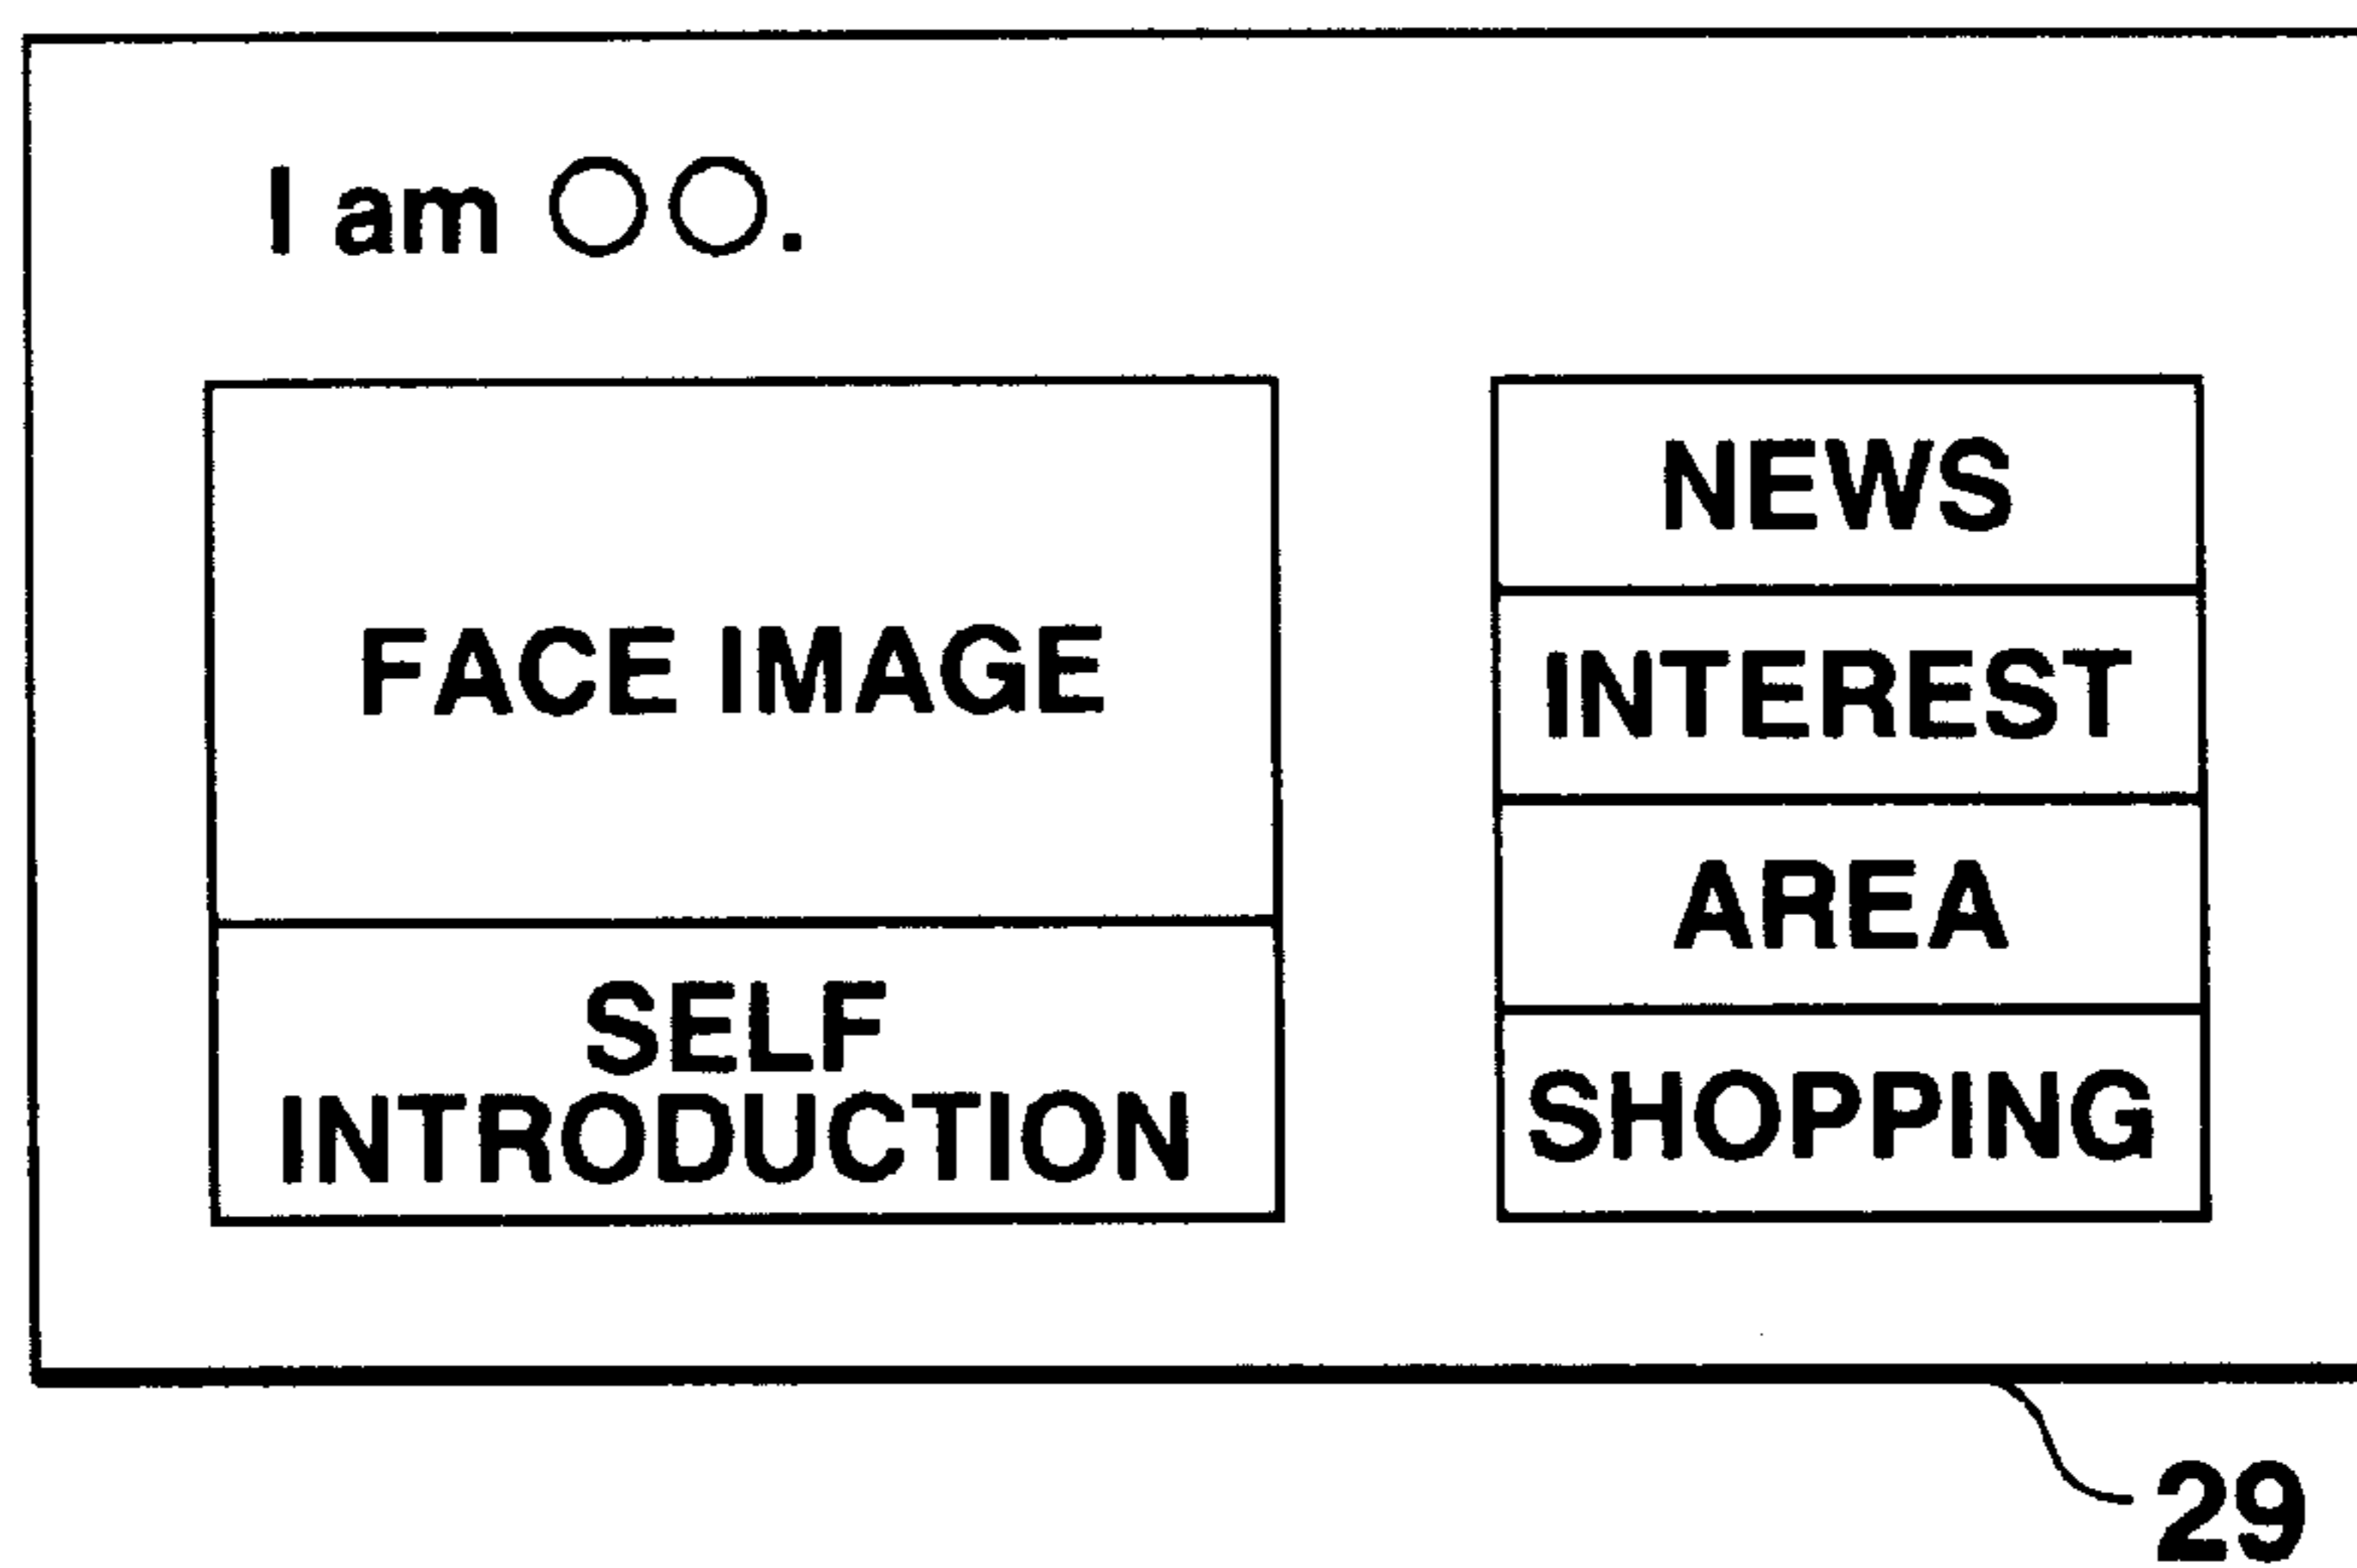 I am ○○.
FACE IMAGE
SELF
INTRODUCTION
NEWS
INTEREST
AREA
SHOPPING
29